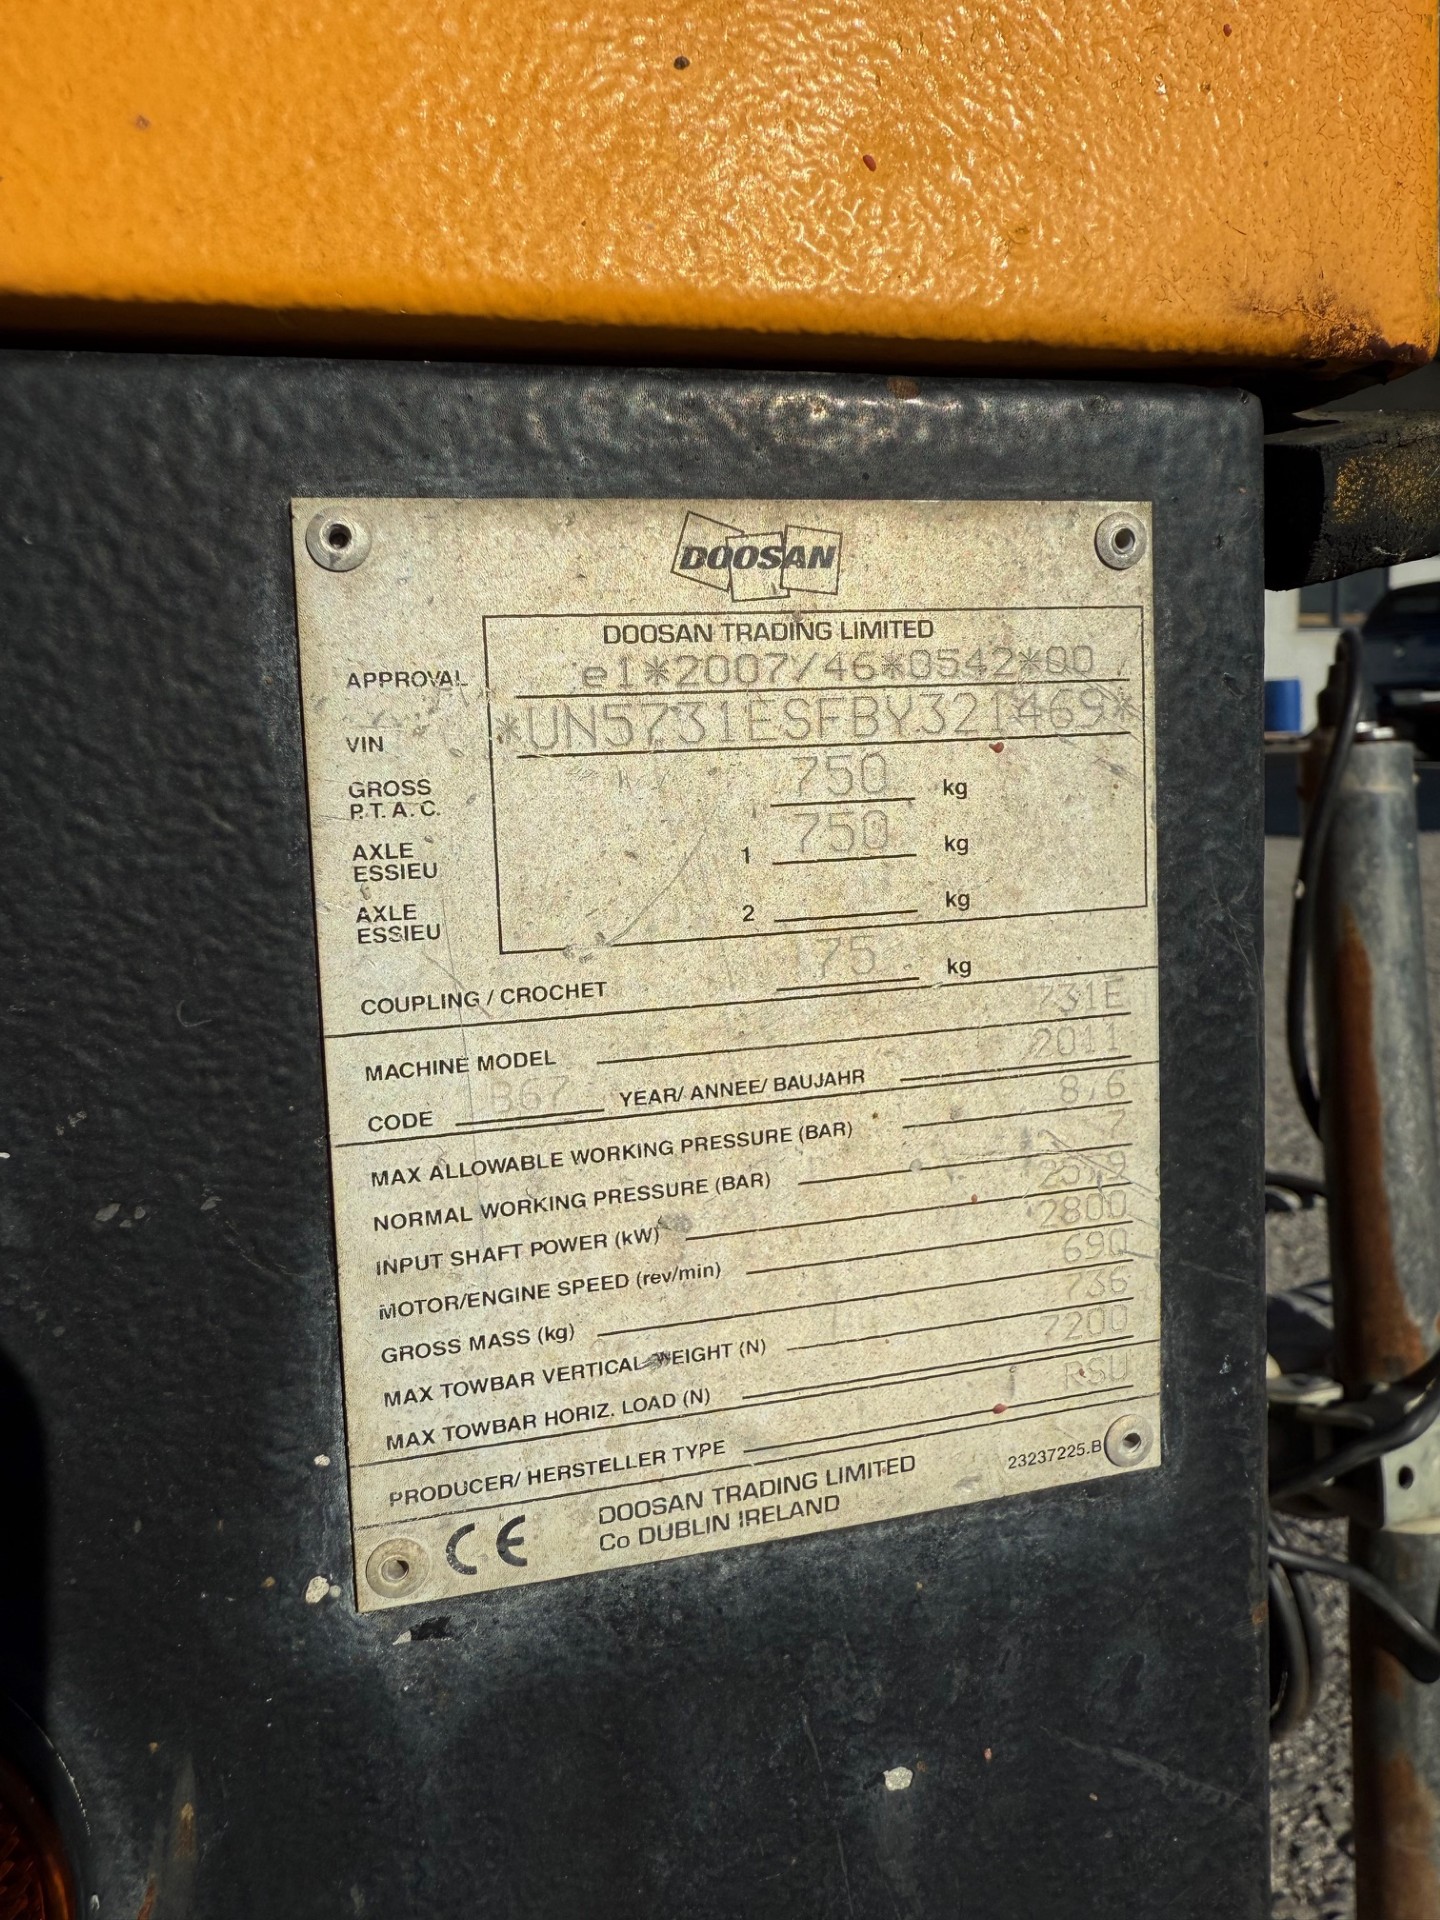 DOOSAN
DOOSAN TRADING LIMITED
APPROVAL e1*2007/46*0542*00
VIN *UN5731ESFBY321469*
GROSS 750 kg
P.T.A.C.
AXLE 1 750 kg
ESSIEU
AXLE 2 kg
ESSIEU
COUPLING / CROCHET 75 kg
MACHINE MODEL 731E
CODE B67 YEAR/ ANNEE/ BAUJAHR 2011
MAX ALLOWABLE WORKING PRESSURE (BAR) 8,6
NORMAL WORKING PRESSURE (BAR) 7
INPUT SHAFT POWER (kW)
MOTOR/ENGINE SPEED (rev/min) 2800
GROSS MASS (kg) 690
MAX TOWBAR VERTICAL WEIGHT (N) 736
MAX TOWBAR HORIZ. LOAD (N) 7200
PRODUCER/ HERSTELLER TYPE RSU
CE DOOSAN TRADING LIMITED 23237225.B
Co DUBLIN IRELAND